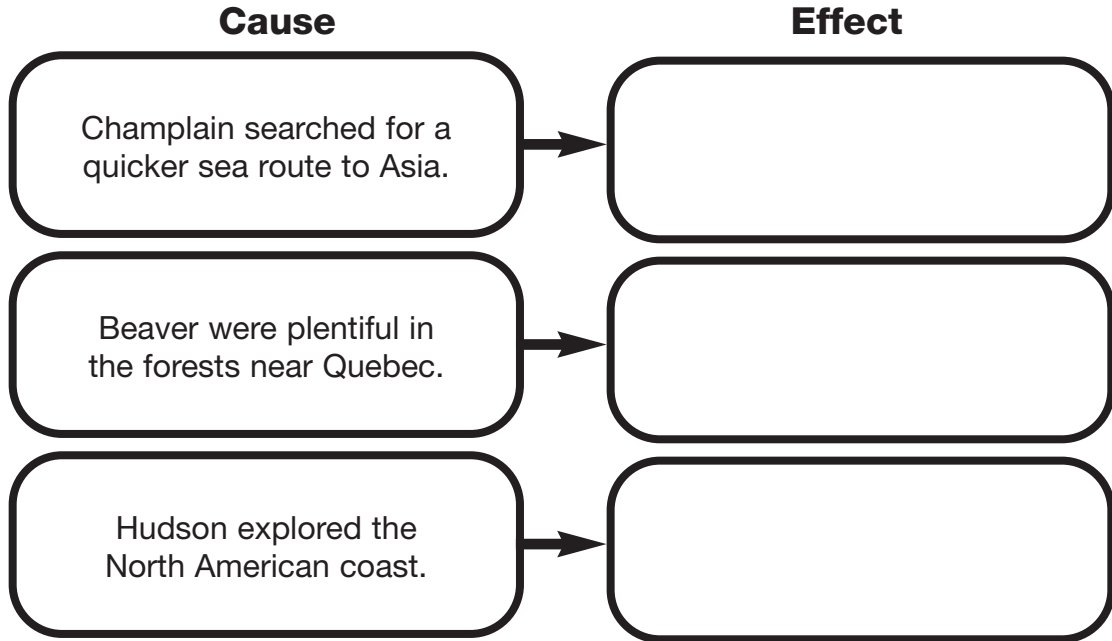 Cause
Effect
Champlain searched for a
quicker sea route to Asia.
Beaver were plentiful in
the forests near Quebec.
Hudson explored the
North American coast.